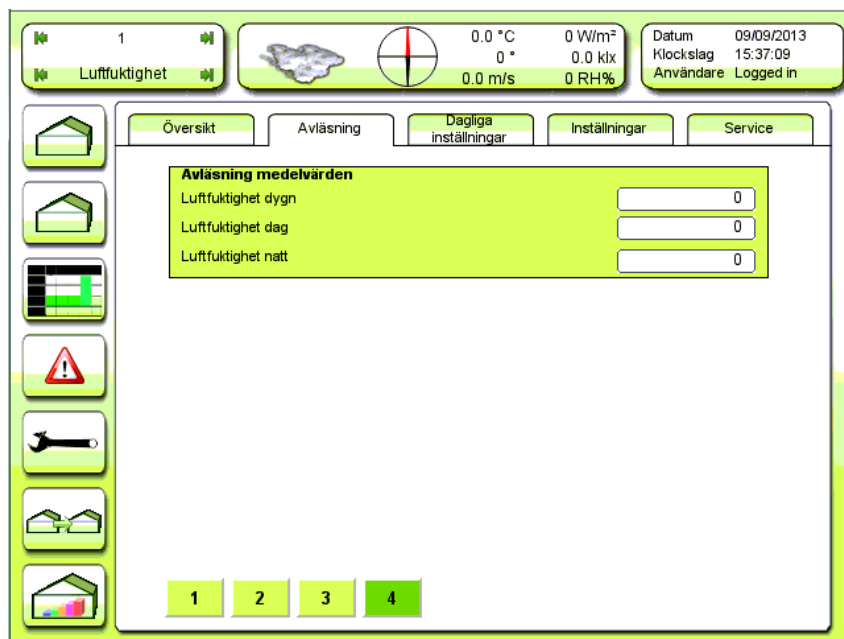 1
Luftfuktighet
0.0 °C 0 W/m²
0 ° 0.0 klx
0.0 m/s 0 RH%
Datum 09/09/2013
Klockslag 15:37:09
Användare Logged in
Översikt
Avläsning
Dagliga
inställningar
Inställningar
Service
Avläsning medelvärden
Luftfuktighet dygn 0
Luftfuktighet dag 0
Luftfuktighet natt 0
1 2 3 4